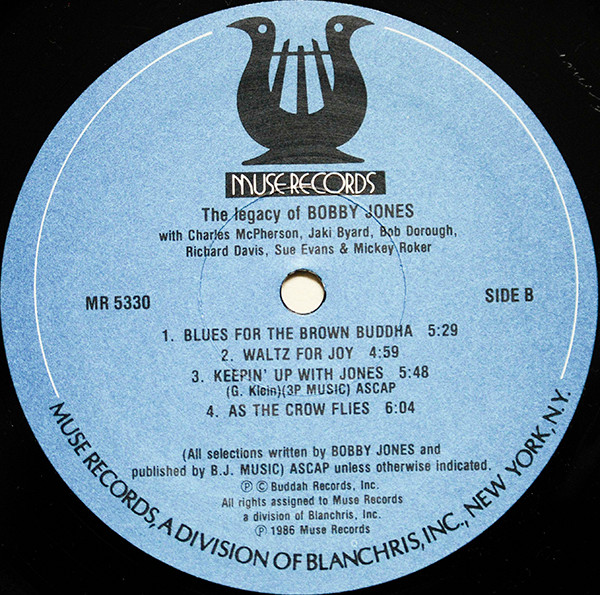 MUSE RECORDS
The legacy of BOBBY JONES
with Charles McPherson, Jaki Byard, Bob Dorough,
Richard Davis, Sue Evans & Mickey Roker
MR 5330
SIDE B
1. BLUES FOR THE BROWN BUDDHA 5:29
2. WALTZ FOR JOY 4:59
3. KEEPIN' UP WITH JONES 5:48
(G. Klein)(3P MUSIC) ASCAP
4. AS THE CROW FLIES 6:04
(All selections written by BOBBY JONES and
published by B.J. MUSIC) ASCAP unless otherwise indicated.
Ⓟ © Buddah Records, Inc.
All rights assigned to Muse Records
a division of Blanchris, Inc.
Ⓟ 1986 Muse Records
MUSE RECORDS, A DIVISION OF BLANCHRIS, INC., NEW YORK, N.Y.